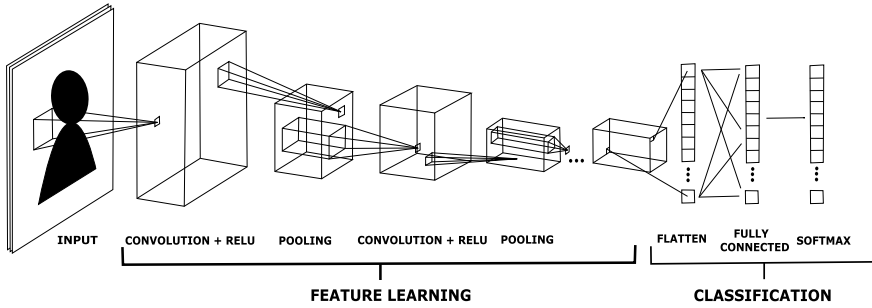 INPUT
CONVOLUTION + RELU
POOLING
CONVOLUTION + RELU
POOLING
FLATTEN
FULLY
CONNECTED
SOFTMAX
FEATURE LEARNING
CLASSIFICATION